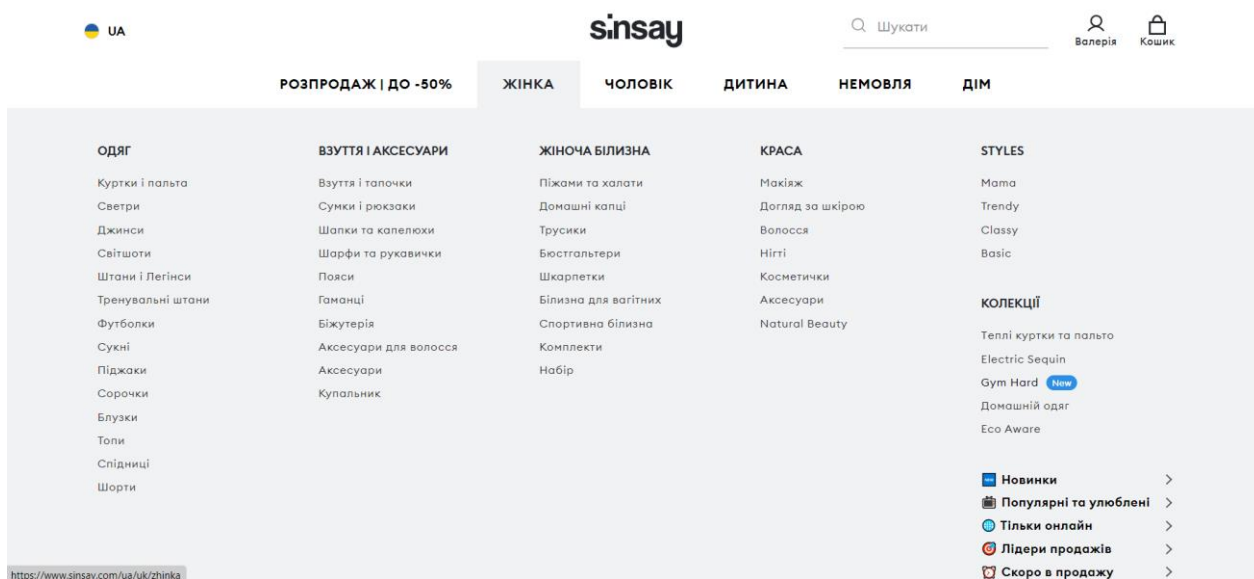 UA
sinsay
Шукати
Валерія
Кошик
РОЗПРОДАЖ | ДО -50%
ЖІНКА
ЧОЛОВІК
ДИТИНА
НЕМОВЛЯ
ДІМ
ОДЯГ
Куртки і пальта
Светри
Джинси
Світшоти
Штани і Легінси
Тренувальні штани
Футболки
Сукні
Піджаки
Сорочки
Блузки
Топи
Спідниці
Шорти
ВЗУТТЯ І АКСЕСУАРИ
Взуття і тапочки
Сумки і рюкзаки
Шапки та капелюхи
Шарфи та рукавички
Пояси
Гаманці
Біжутерія
Аксесуари для волосся
Аксесуари
Купальник
ЖІНОЧА БІЛИЗНА
Піжами та халати
Домашні капці
Трусики
Бюстгальтери
Шкарпетки
Білизна для вагітних
Спортивна білизна
Комплекти
Набір
КРАСА
Макіяж
Догляд за шкірою
Волосся
Нігті
Косметички
Аксесуари
Natural Beauty
STYLES
Mama
Trendy
Classy
Basic
КОЛЕКЦІЇ
Теплі куртки та пальто
Electric Sequin
Gym Hard New
Домашній одяг
Eco Aware
Новинки
Популярні та улюблені
Тільки онлайн
Лідери продажів
Скоро в продажу
https://www.sinsay.com/ua/uk/zhinka